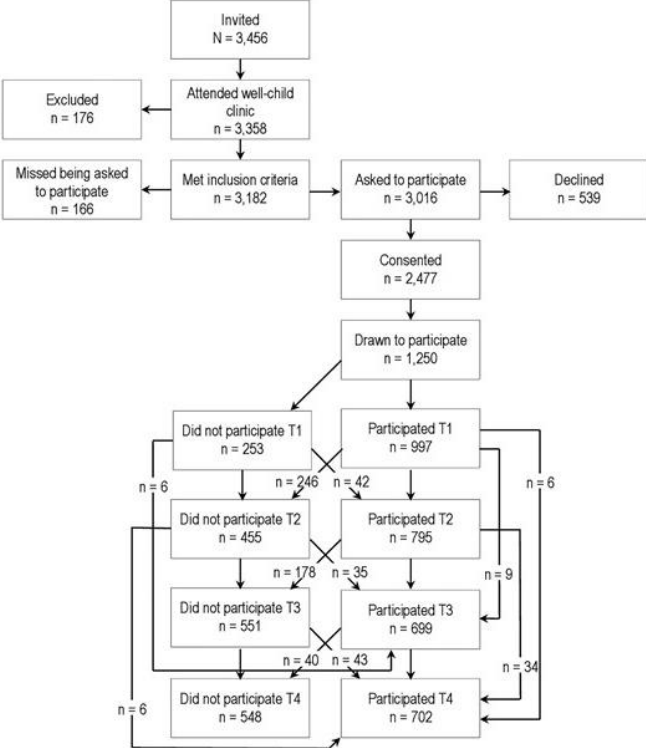 Invited
N = 3,456
Excluded
n = 176
Attended well-child
clinic
n = 3,358
Missed being asked
to participate
n = 166
Met inclusion criteria
n = 3,182
Asked to participate
n = 3,016
Declined
n = 539
Consented
n = 2,477
Drawn to participate
n = 1,250
Did not participate T1
n = 253
Participated T1
n = 997
n = 6
n = 246
n = 42
n = 6
Did not participate T2
n = 455
Participated T2
n = 795
n = 178
n = 35
n = 9
Did not participate T3
n = 551
Participated T3
n = 699
n = 40
n = 43
n = 34
Did not participate T4
n = 548
Participated T4
n = 702
n = 6